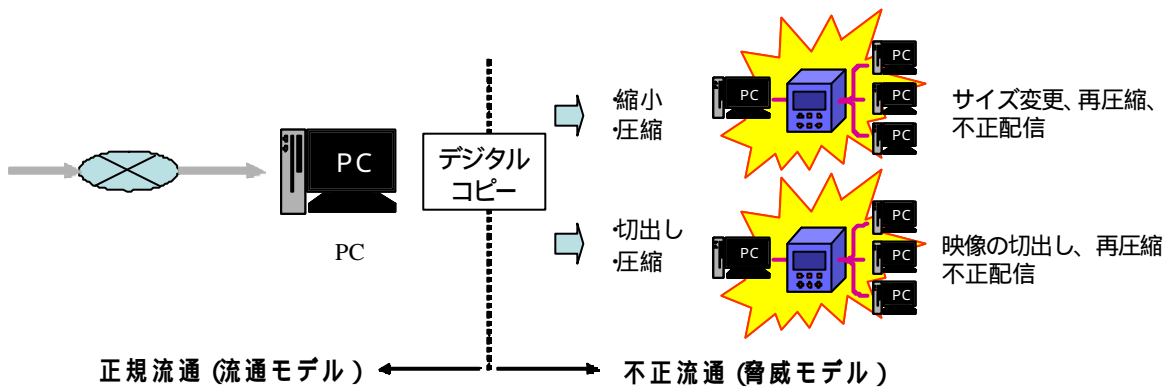 PC
PC
デジタル
コピー
・縮小
・圧縮
PC
PC
PC
PC
サイズ変更、再圧縮、
不正配信
・切出し
・圧縮
PC
PC
PC
PC
映像の切出し、再圧縮
不正配信
正規流通 (流通モデル)
不正流通 (脅威モデル)